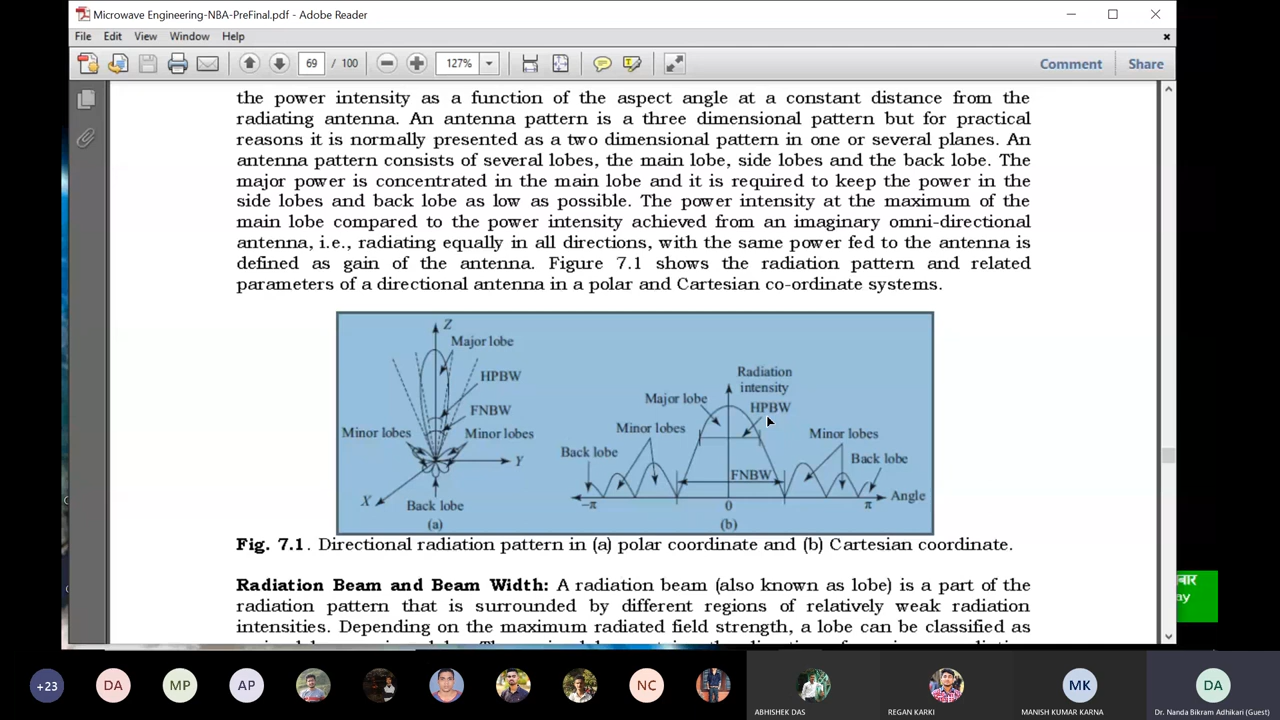 Microwave Engineering-NBA-PreFinal.pdf - Adobe Reader
File Edit View Window Help
69 / 100 127% Comment Share
the power intensity as a function of the aspect angle at a constant distance from the
radiating antenna. An antenna pattern is a three dimensional pattern but for practical
reasons it is normally presented as a two dimensional pattern in one or several planes. An
antenna pattern consists of several lobes, the main lobe, side lobes and the back lobe. The
major power is concentrated in the main lobe and it is required to keep the power in the
side lobes and back lobe as low as possible. The power intensity at the maximum of the
main lobe compared to the power intensity achieved from an imaginary omni-directional
antenna, i.e., radiating equally in all directions, with the same power fed to the antenna is
defined as gain of the antenna. Figure 7.1 shows the radiation pattern and related
parameters of a directional antenna in a polar and Cartesian co-ordinate systems.
Z
Major lobe
HPBW
FNBW
Minor lobes
Minor lobes
Y
X
Back lobe
(a)
Radiation
intensity
Major lobe
HPBW
Minor lobes
Minor lobes
Back lobe
Back lobe
FNBW
Angle
-π
0
π
(b)
Fig. 7.1. Directional radiation pattern in (a) polar coordinate and (b) Cartesian coordinate.
Radiation Beam and Beam Width: A radiation beam (also known as lobe) is a part of the
radiation pattern that is surrounded by different regions of relatively weak radiation
intensities. Depending on the maximum radiated field strength, a lobe can be classified as
+23
DA
MP
AP
NC
MK
DA
ABHISHEK DAS
REGAN KARKI
MANISH KUMAR KARNA
Dr. Nanda Bikram Adhikari (Guest)